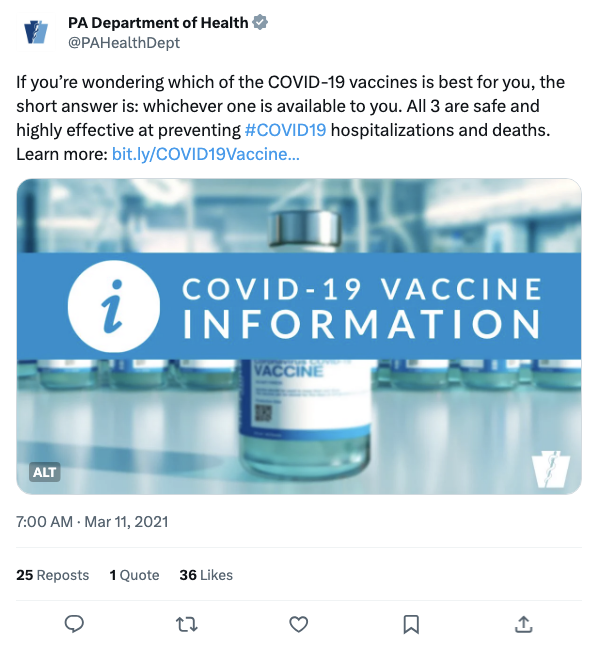 PA Department of Health
@PAHealthDept
If you’re wondering which of the COVID-19 vaccines is best for you, the
short answer is: whichever one is available to you. All 3 are safe and
highly effective at preventing #COVID19 hospitalizations and deaths.
Learn more: bit.ly/COVID19Vaccine…
i COVID-19 VACCINE
INFORMATION
VACCINE
ALT
7:00 AM · Mar 11, 2021
25 Reposts 1 Quote 36 Likes